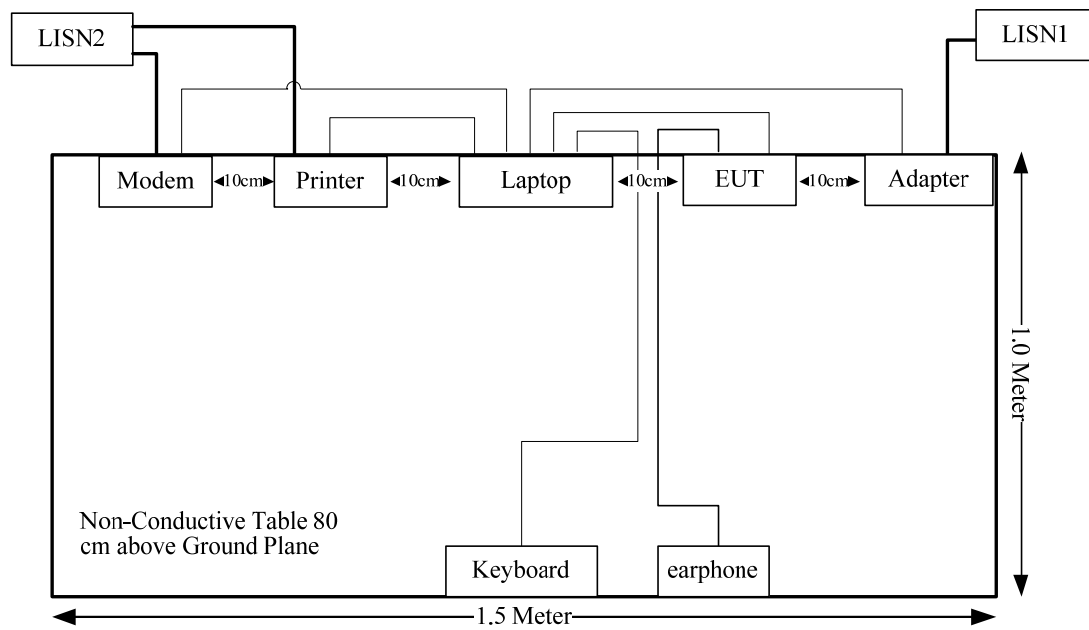 LISN2
LISN1
Modem
10cm
Printer
10cm
Laptop
10cm
EUT
10cm
Adapter
1.0 Meter
Non-Conductive Table 80
cm above Ground Plane
Keyboard
earphone
1.5 Meter